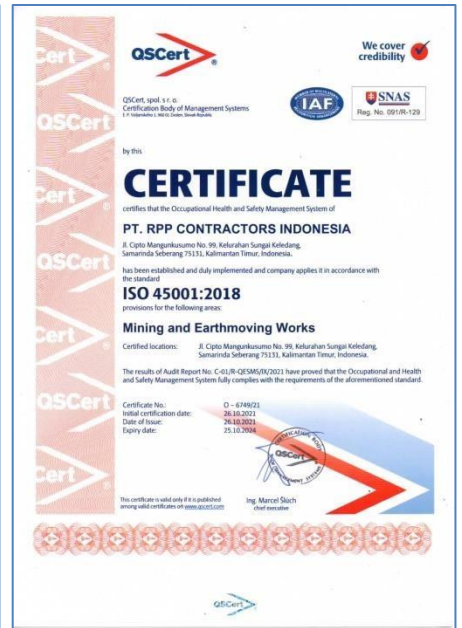 QSCert
®
We cover
credibility
QSCert, spol. s r. o.
Certification Body of Management Systems
IAF
SNAS
Reg. No. 091/R-129
by this
CERTIFICATE
certifies that the Occupational Health and Safety Management System of
PT. RPP CONTRACTORS INDONESIA
Jl. Cipto Mangunkusumo No. 99, Kelurahan Sungai Keledang,
Samarinda Seberang 75131, Kalimantan Timur, Indonesia.
has been established and duly implemented and company applies it in accordance with
the standard
ISO 45001:2018
provisions for the following areas:
Mining and Earthmoving Works
Certified locations: Jl. Cipto Mangunkusumo No. 99, Kelurahan Sungai Keledang,
Samarinda Seberang 75131, Kalimantan Timur, Indonesia.
The results of Audit Report No. C-01/R-QESMS/IX/2021 have proved that the Occupational and Health
and Safety Management System fully complies with the requirements of the aforementioned standard.
Certificate No.: O – 6749/21
Initial certification date: 26.10.2021
Date of Issue: 26.10.2021
Expiry date: 25.10.2024
CERTIFICATION BODY
QSCert
This certificate is valid only if it is published
among valid certificates on www.qscert.com
Ing. Marcel Šlúch
chief executive
QSCert